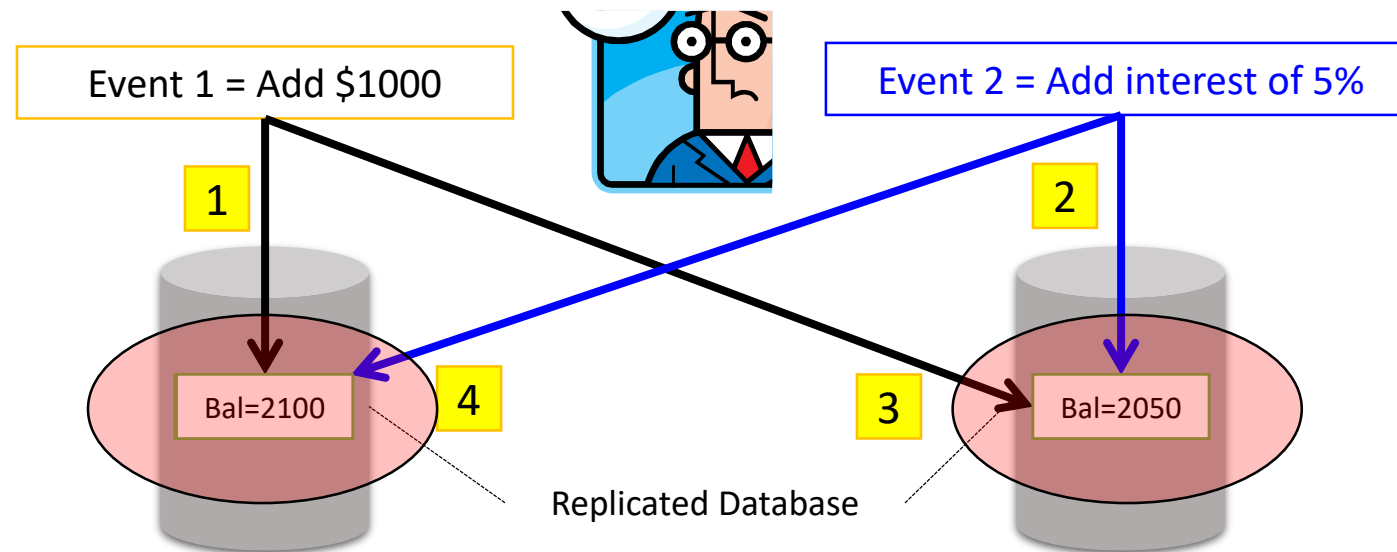 Event 1 = Add $1000
Event 2 = Add interest of 5%
1
2
Bal=2100
4
3
Bal=2050
Replicated Database